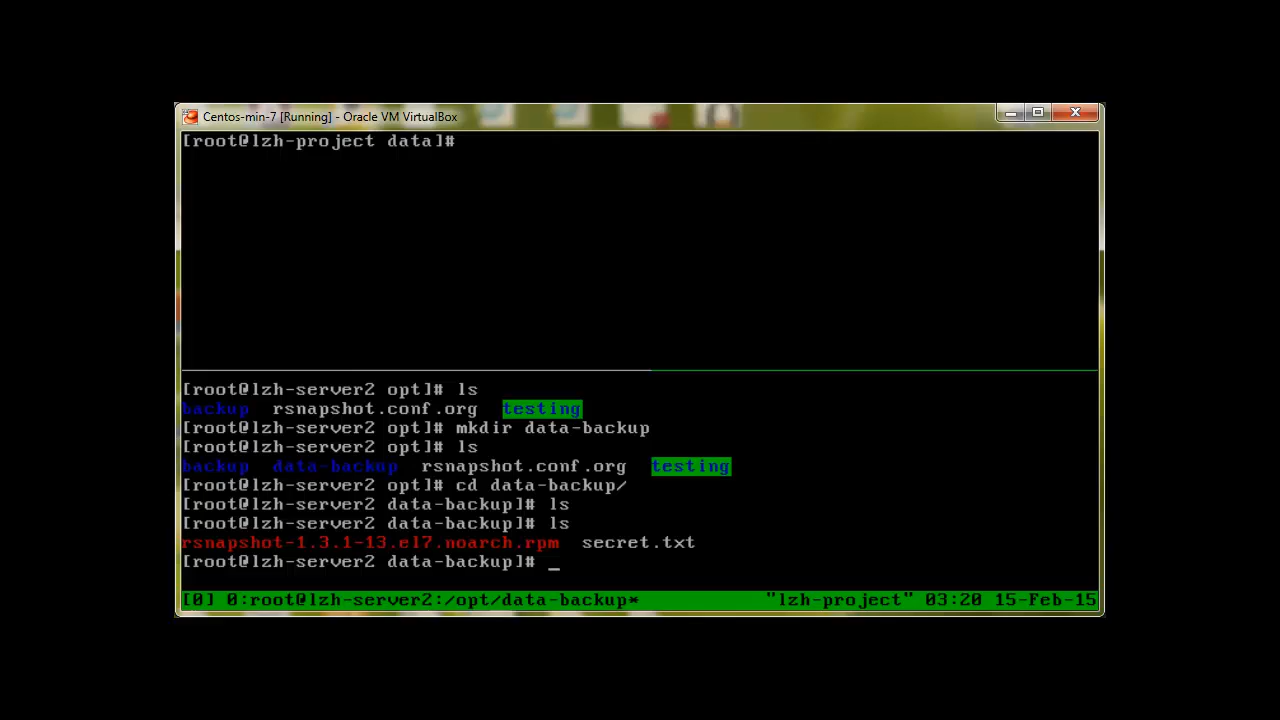 Centos-min-7 [Running] - Oracle VM VirtualBox
[root@lzh-project data]#
[root@lzh-server2 opt]# ls
backup  rsnapshot.conf.org  testing
[root@lzh-server2 opt]# mkdir data-backup
[root@lzh-server2 opt]# ls
backup  data-backup  rsnapshot.conf.org  testing
[root@lzh-server2 opt]# cd data-backup/
[root@lzh-server2 data-backup]# ls
[root@lzh-server2 data-backup]# ls
rsnapshot-1.3.1-13.el7.noarch.rpm  secret.txt
[root@lzh-server2 data-backup]# _
[0] 0:root@lzh-server2:/opt/data-backup*  "lzh-project" 03:20 15-Feb-15